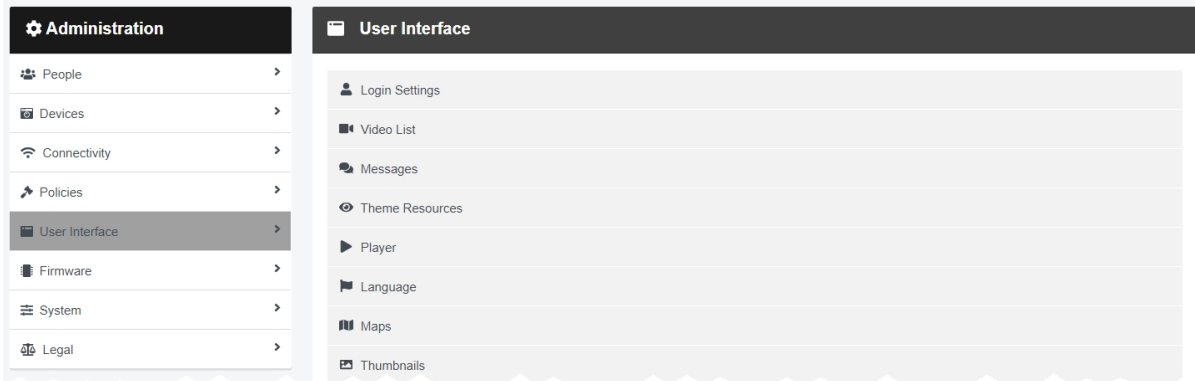 Administration
People
Devices
Connectivity
Policies
User Interface
Firmware
System
Legal
User Interface
Login Settings
Video List
Messages
Theme Resources
Player
Language
Maps
Thumbnails